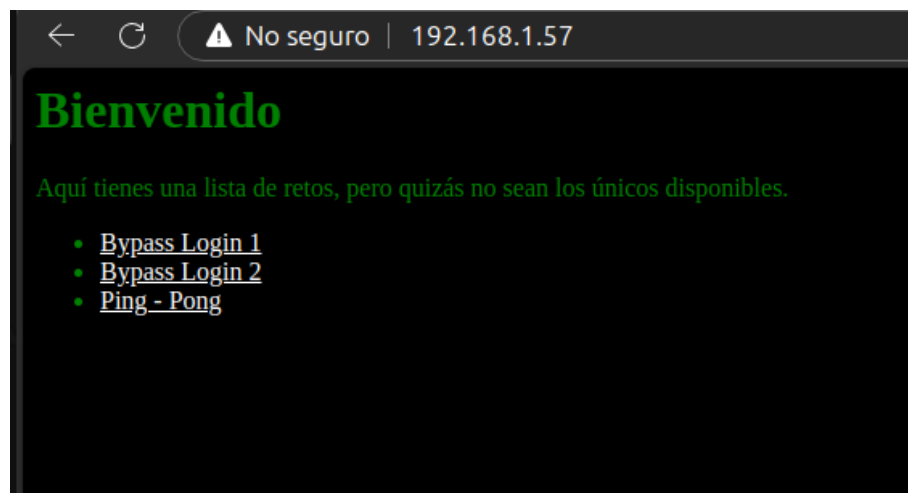 No seguro | 192.168.1.57
Bienvenido
Aquí tienes una lista de retos, pero quizás no sean los únicos disponibles.
Bypass Login 1
Bypass Login 2
Ping - Pong